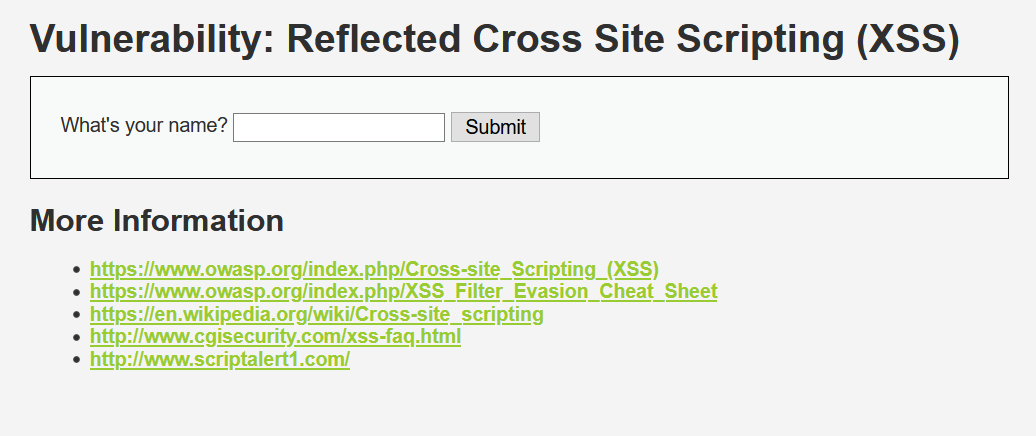 Vulnerability: Reflected Cross Site Scripting (XSS)
What's your name? Submit
More Information
https://www.owasp.org/index.php/Cross-site_Scripting_(XSS)
https://www.owasp.org/index.php/XSS_Filter_Evasion_Cheat_Sheet
https://en.wikipedia.org/wiki/Cross-site_scripting
http://www.cgisecurity.com/xss-faq.html
http://www.scriptalert1.com/